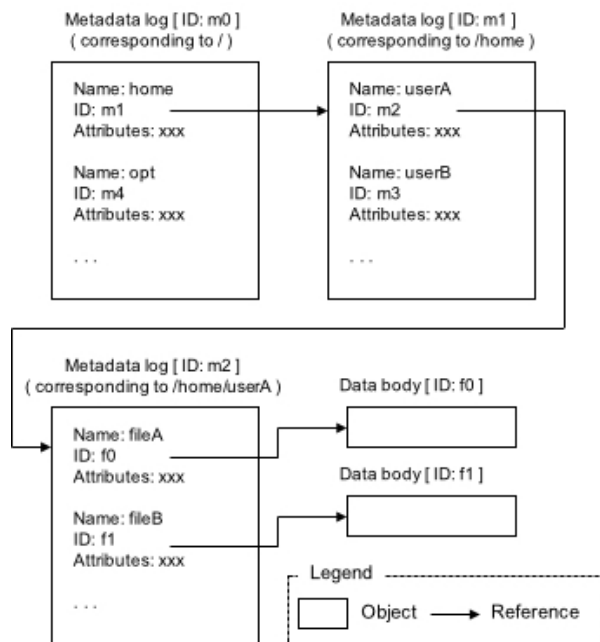 Metadata log [ ID: m0 ]
( corresponding to / )
Name: home
ID: m1
Attributes: xxx
Name: opt
ID: m4
Attributes: xxx
. . .
Metadata log [ ID: m1 ]
( corresponding to /home )
Name: userA
ID: m2
Attributes: xxx
Name: userB
ID: m3
Attributes: xxx
. . .
Metadata log [ ID: m2 ]
( corresponding to /home/userA )
Name: fileA
ID: f0
Attributes: xxx
Name: fileB
ID: f1
Attributes: xxx
. . .
Data body [ ID: f0 ]
Data body [ ID: f1 ]
Legend
Object
Reference